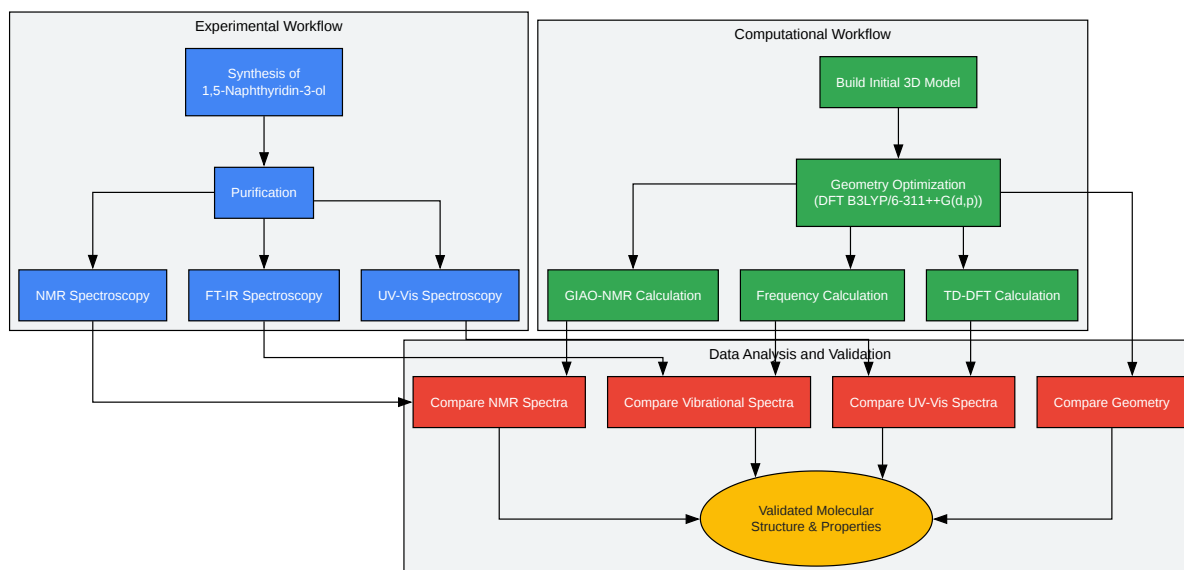 Experimental Workflow
Synthesis of
1,5-Naphthyridin-3-ol
Purification
NMR Spectroscopy
FT-IR Spectroscopy
UV-Vis Spectroscopy
Computational Workflow
Build Initial 3D Model
Geometry Optimization
(DFT B3LYP/6-311++G(d,p))
GIAO-NMR Calculation
Frequency Calculation
TD-DFT Calculation
Data Analysis and Validation
Compare NMR Spectra
Compare Vibrational Spectra
Compare UV-Vis Spectra
Compare Geometry
Validated Molecular
Structure & Properties